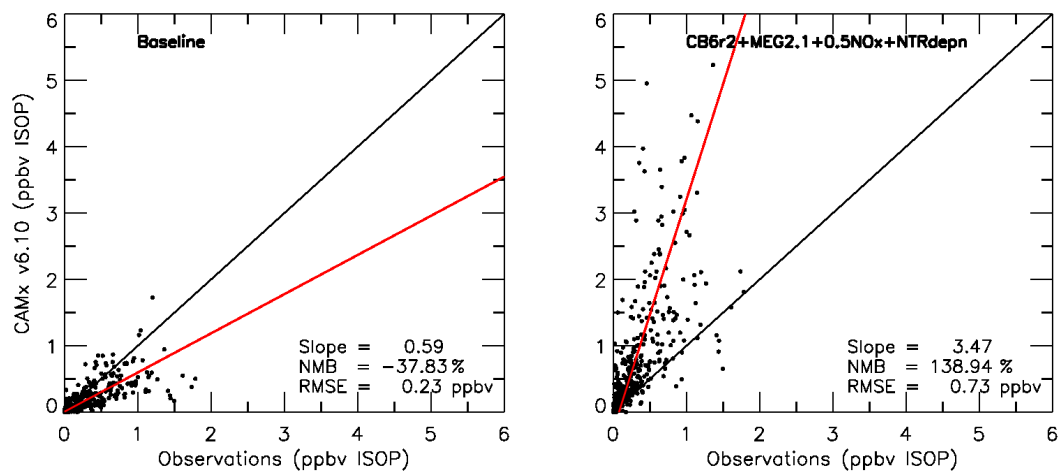 Baseline
CAMx v6.10 (ppbv ISOP)
6
5
4
3
2
1
0
Slope = 0.59
NMB = −37.83 %
RMSE = 0.23 ppbv
0 1 2 3 4 5 6
Observations (ppbv ISOP)
CB6r2+MEG2.1+0.5NOx+NTRdepn
6
5
4
3
2
1
0
Slope = 3.47
NMB = 138.94 %
RMSE = 0.73 ppbv
0 1 2 3 4 5 6
Observations (ppbv ISOP)